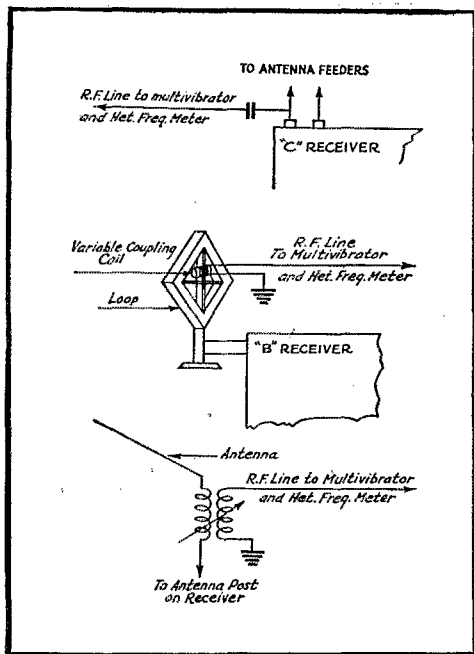 TO ANTENNA FEEDERS
R.F. Line to multivibrator
and Het. Freq. Meter
"C" RECEIVER
R.F. Line
To Multivibrator
and Het. Freq. Meter
Variable Coupling
Coil
Loop
"B" RECEIVER
Antenna
R.F. Line to Multivibrator
and Het. Freq. Meter
To Antenna Post
on Receiver